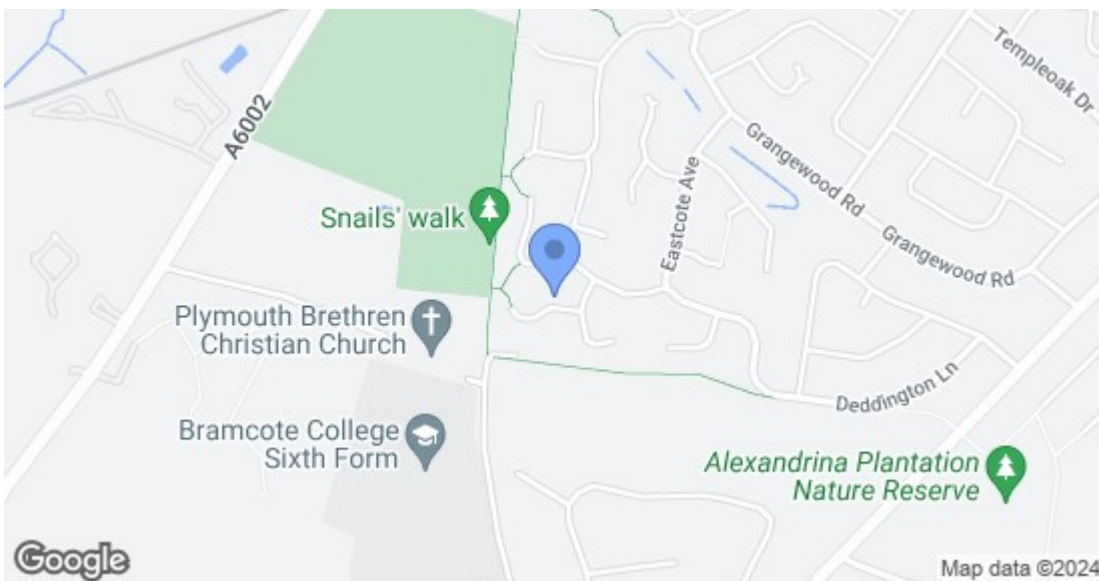 Templeoak Dr
A6002
Grangewood Rd
Snails' walk
Eastcote Ave
Grangewood Rd
Plymouth Brethren
Christian Church
Deddington Ln
Bramcote College
Sixth Form
Alexandrina Plantation
Nature Reserve
Google
Map data ©2024